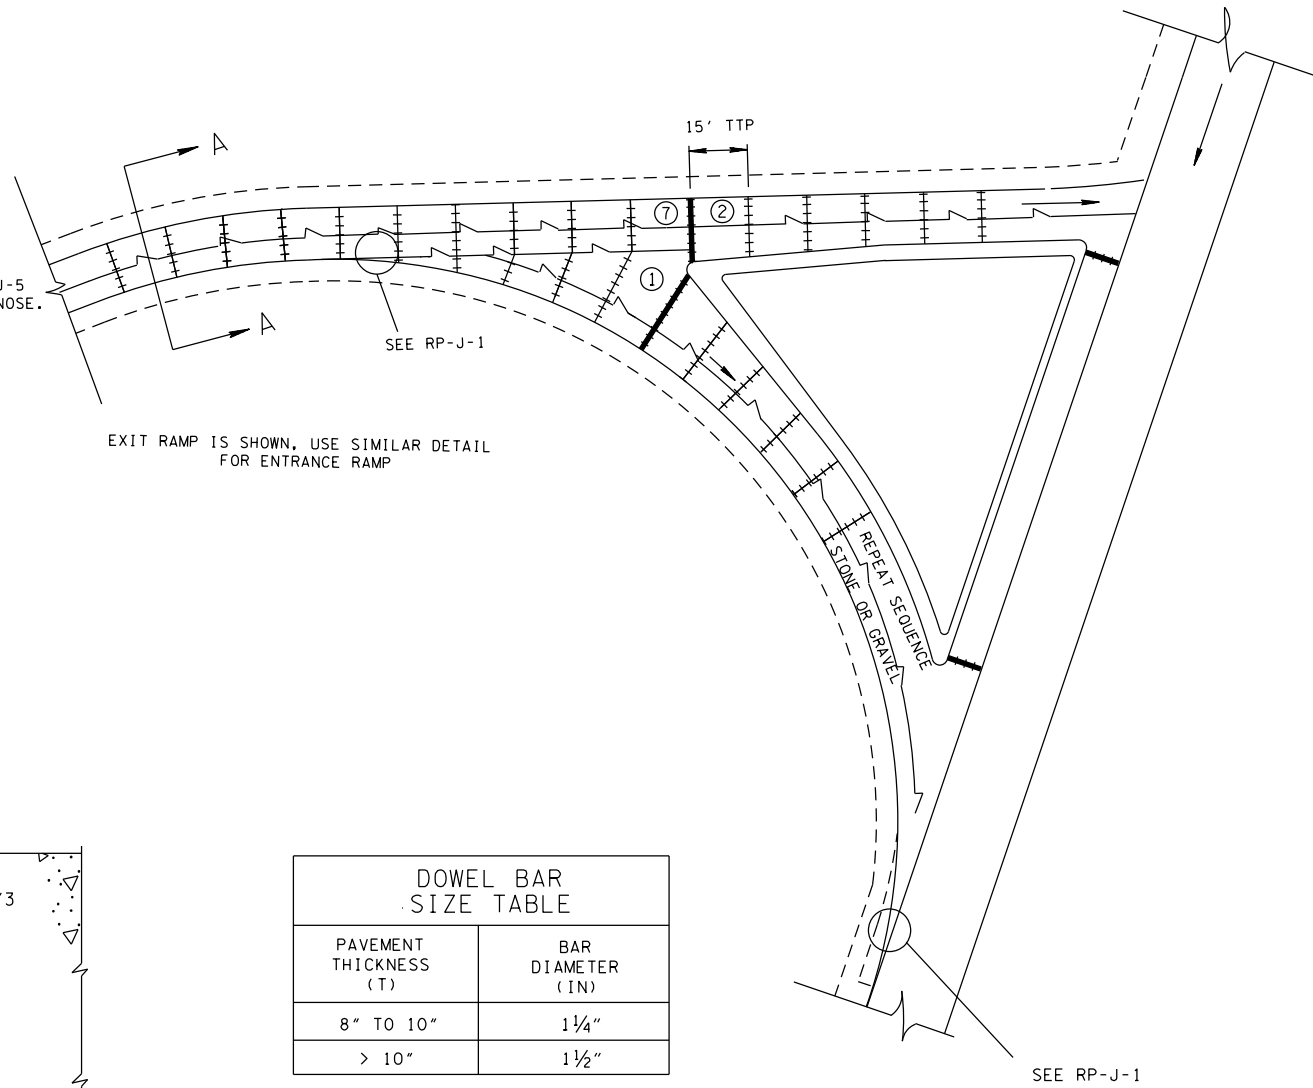 15' TTP
A
⑦
②
①
J-5
NOSE.
A
SEE RP-J-1
EXIT RAMP IS SHOWN, USE SIMILAR DETAIL
FOR ENTRANCE RAMP
REPEAT SEQUENCE
STONE OR GRAVEL
/3
DOWEL BAR
SIZE TABLE
PAVEMENT
THICKNESS
(T)
BAR
DIAMETER
(IN)
8" TO 10"
1¼"
> 10"
1½"
SEE RP-J-1